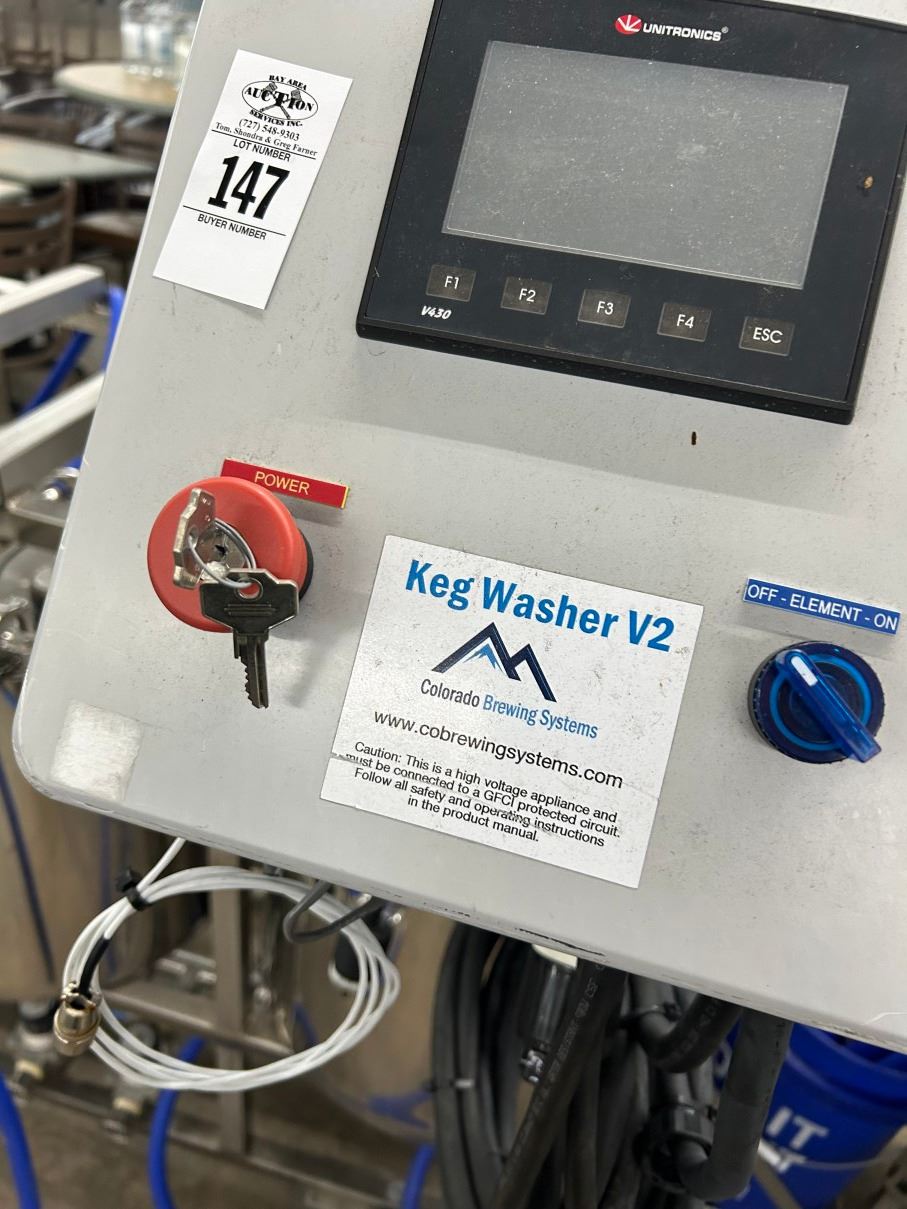 UNITRONICS®
BAY AREA
AUCTION
SERVICES INC.
(727) 548-9303
Tom, Shondra & Greg Farner
LOT NUMBER
147
BUYER NUMBER
F1
F2
F3
F4
ESC
V430
POWER
OFF - ELEMENT - ON
Keg Washer V2
Colorado Brewing Systems
www.cobrewingsystems.com
Caution: This is a high voltage appliance and
must be connected to a GFCI protected circuit.
Follow all safety and operating instructions
in the product manual.
IT